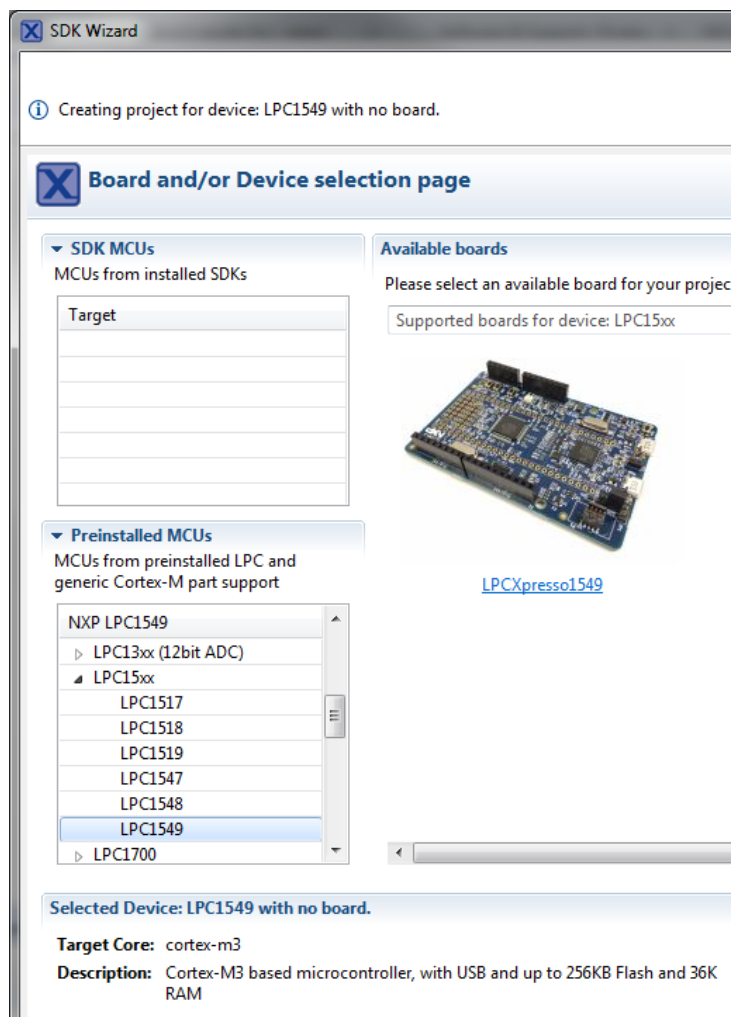 SDK Wizard
Creating project for device: LPC1549 with no board.
Board and/or Device selection page
SDK MCUs
MCUs from installed SDKs
Target
Preinstalled MCUs
MCUs from preinstalled LPC and
generic Cortex-M part support
NXP LPC1549
LPC13xx (12bit ADC)
LPC15xx
LPC1517
LPC1518
LPC1519
LPC1547
LPC1548
LPC1549
LPC1700
Available boards
Please select an available board for your projec
Supported boards for device: LPC15xx
LPCXpresso1549
Selected Device: LPC1549 with no board.
Target Core: cortex-m3
Description: Cortex-M3 based microcontroller, with USB and up to 256KB Flash and 36K
RAM